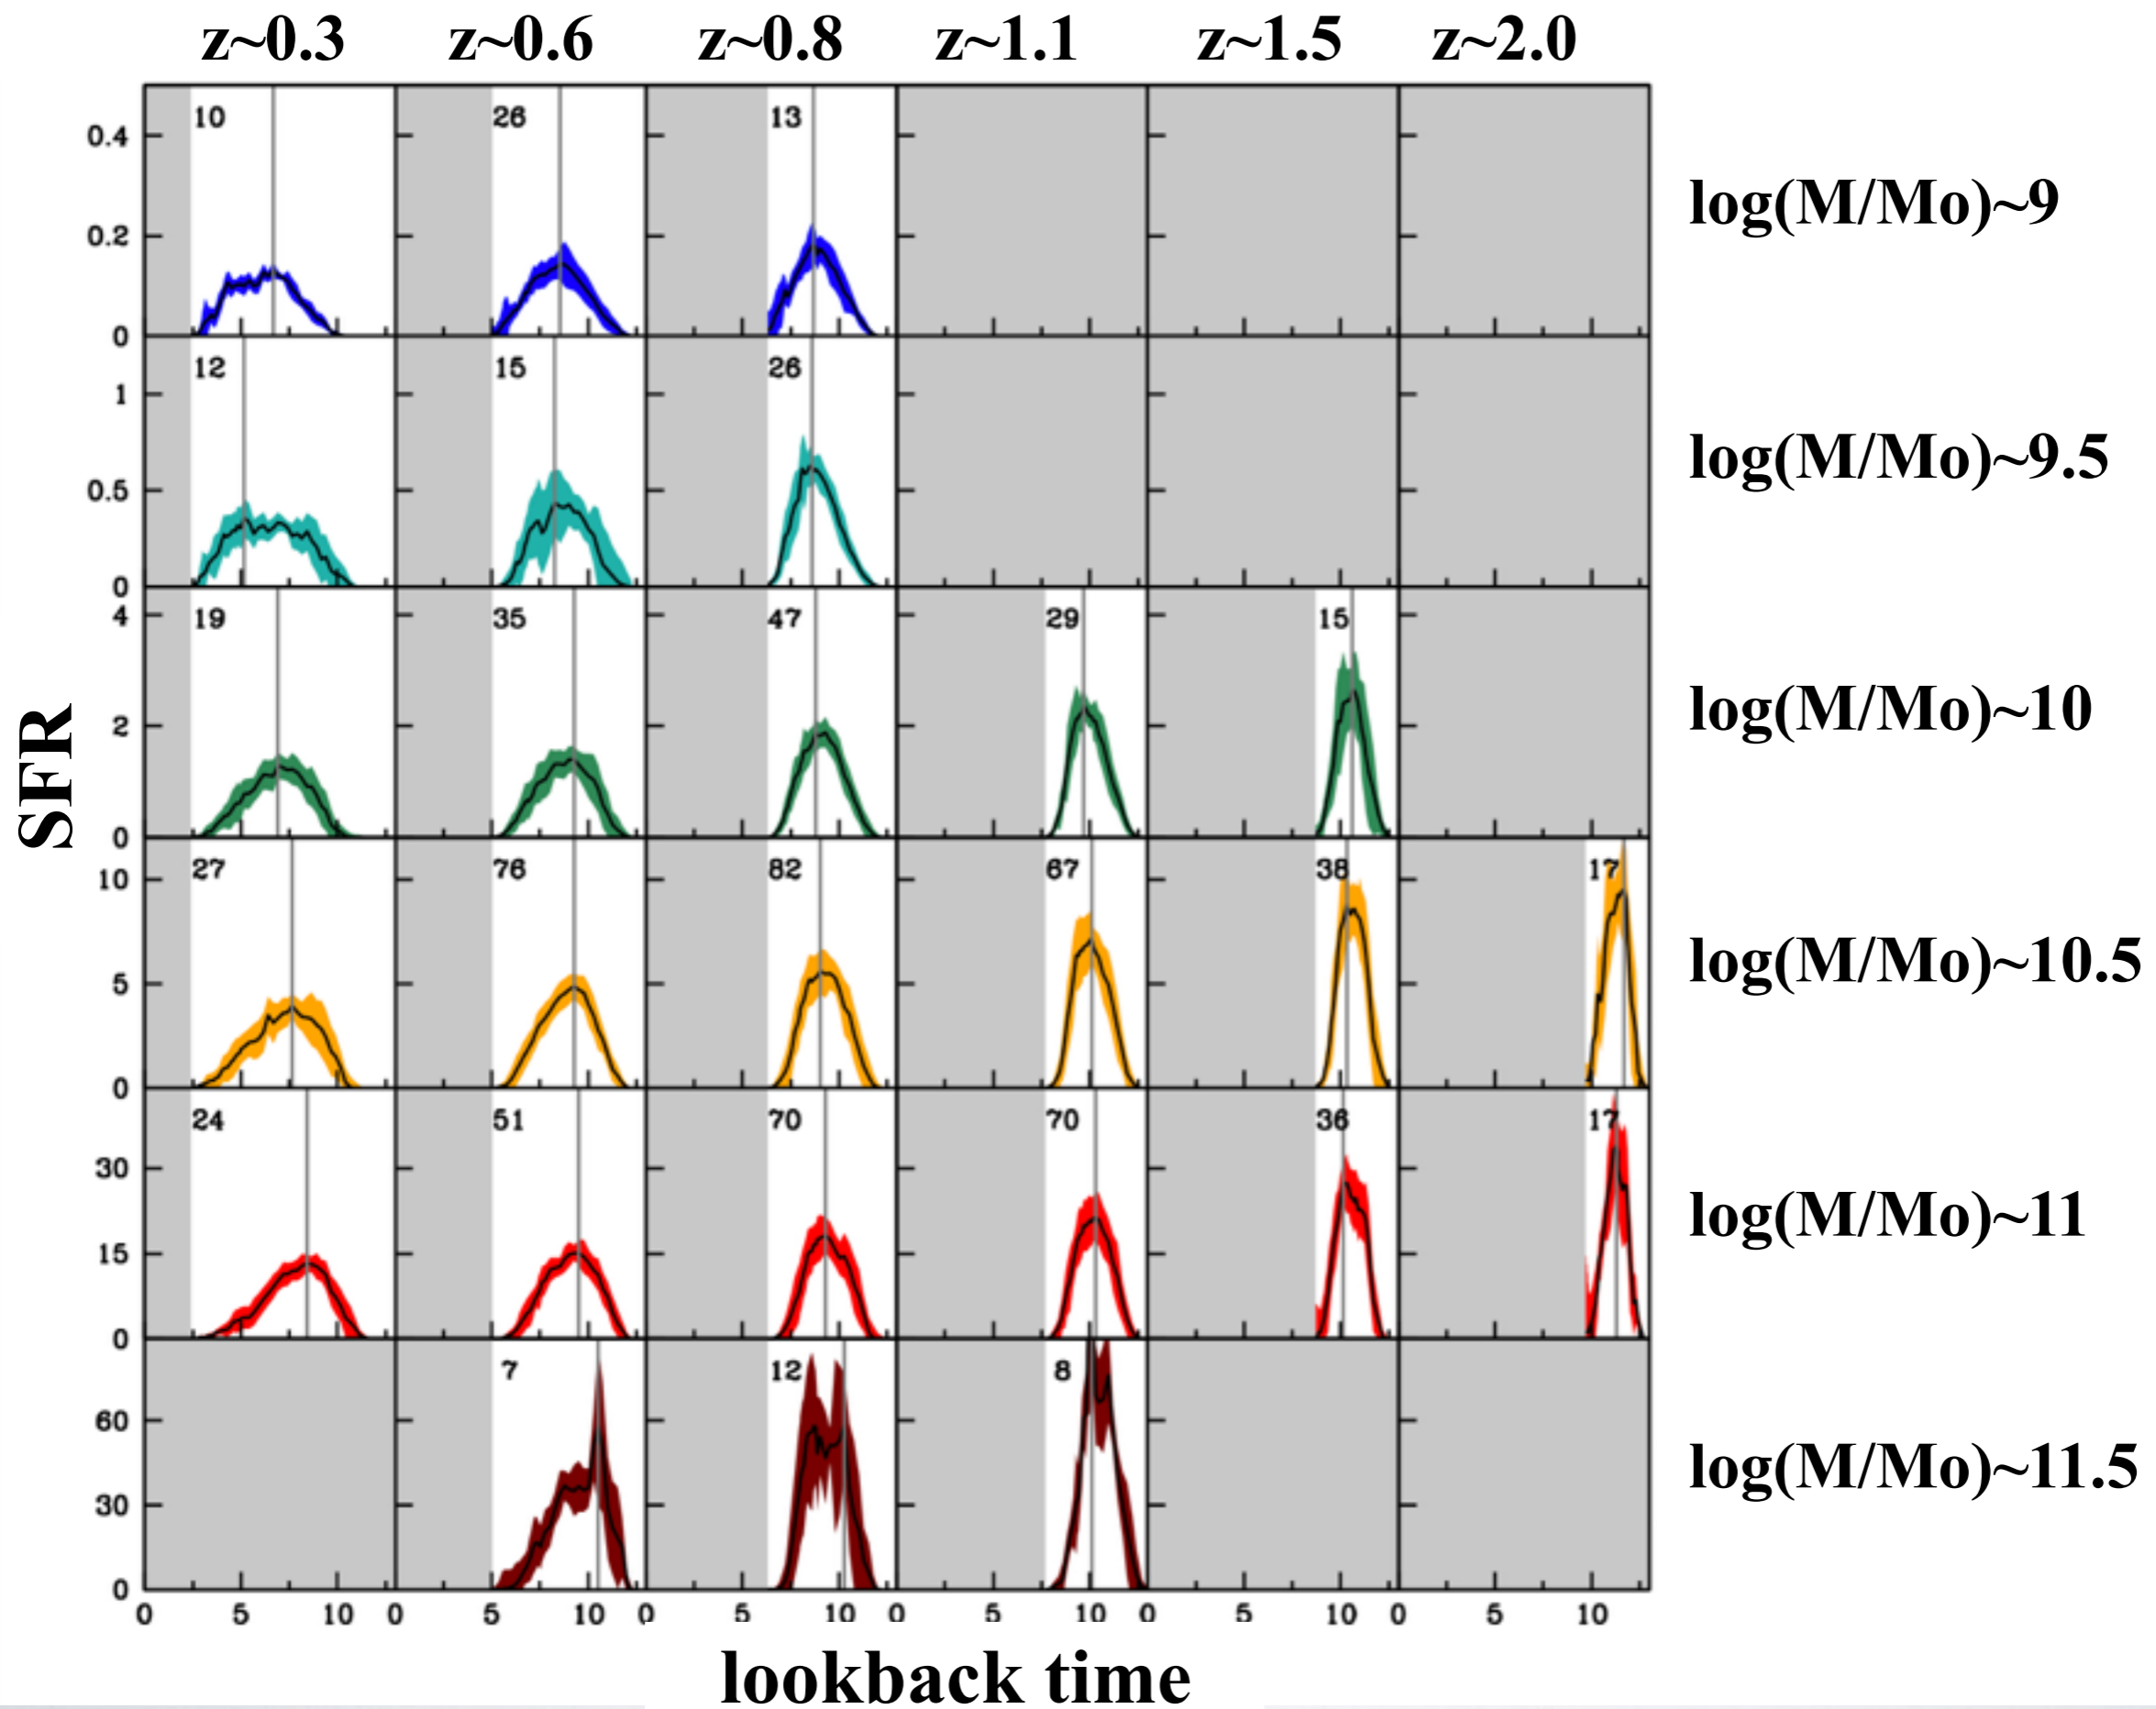 z~0.3 z~0.6 z~0.8 z~1.1 z~1.5 z~2.0
10 26 13
0.4
0.2
0
log(M/Mo)~9
12 15 26
1
0.5
0
log(M/Mo)~9.5
19 35 47 29 15
4
2
0
log(M/Mo)~10
SFR
27 76 82 67 38 17
10
5
0
log(M/Mo)~10.5
24 51 70 70 36 17
30
15
0
log(M/Mo)~11
7 12 8
60
30
0
log(M/Mo)~11.5
0 5 10 0 5 10 0 5 10 0 5 10 0 5 10 0 5 10
lookback time